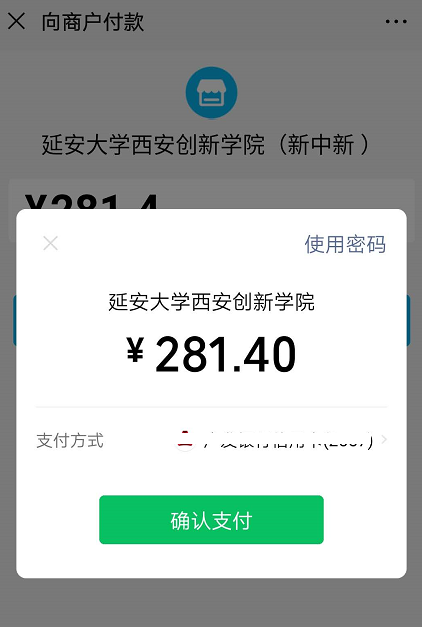 向商户付款
延安大学西安创新学院（新中新 ）
¥281.4
使用密码
延安大学西安创新学院
¥ 281.40
支付方式
确认支付